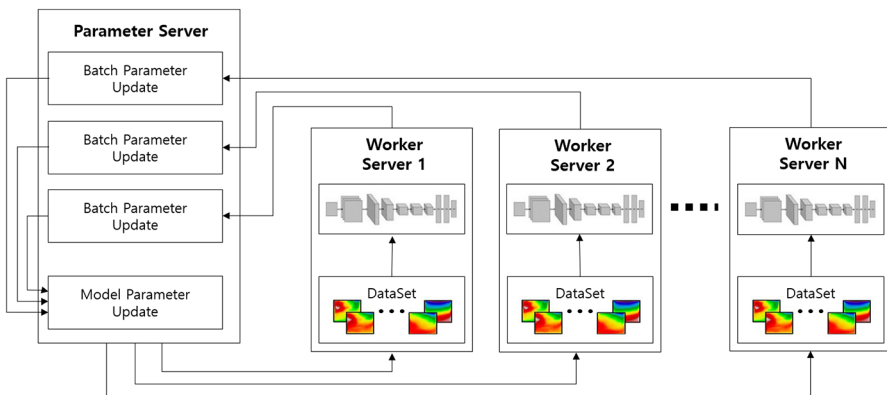 Parameter Server
Batch Parameter
Update
Batch Parameter
Update
Batch Parameter
Update
Model Parameter
Update
Worker
Server 1
DataSet
Worker
Server 2
DataSet
Worker
Server N
DataSet